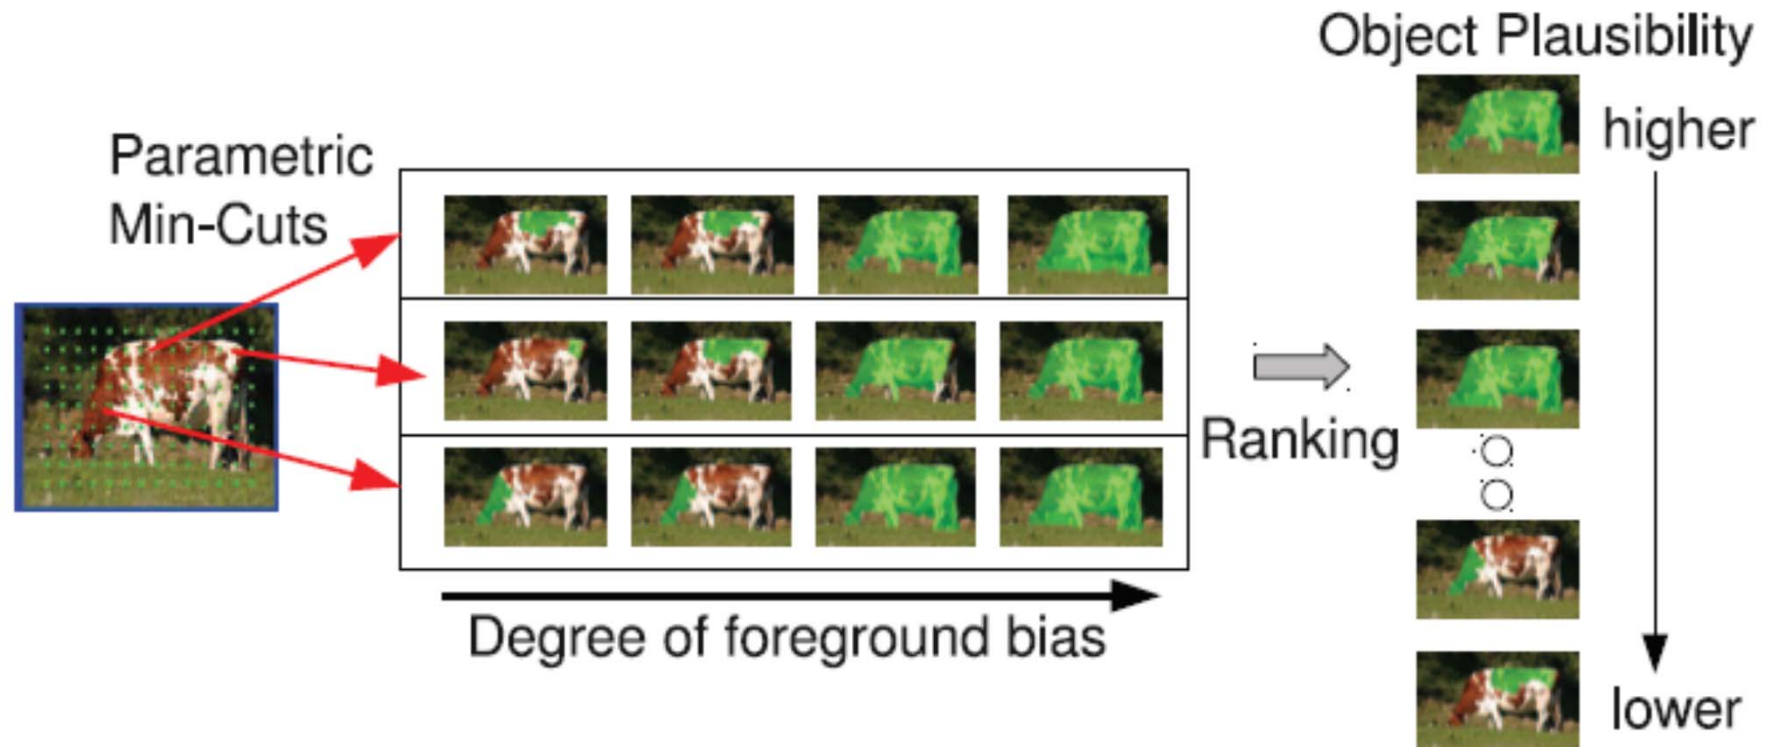 Object Plausibility
higher
Parametric
Min-Cuts
Ranking
Degree of foreground bias
lower